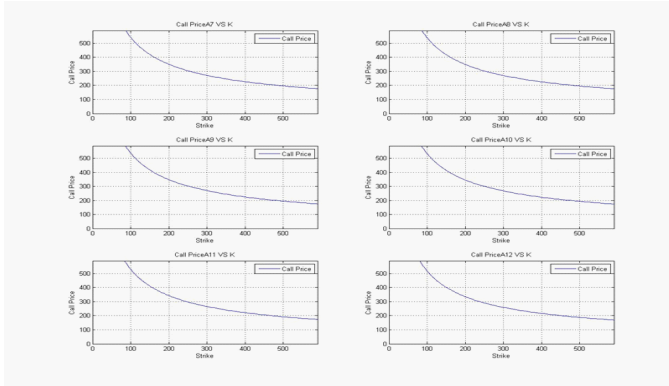 Call PriceA7 VS K
Call Price
500
400
300
200
100
0
Call Price
0 100 200 300 400 500
Strike
Call PriceA8 VS K
Call Price
500
400
300
200
100
0
Call Price
0 100 200 300 400 500
Strike
Call PriceA9 VS K
Call Price
500
400
300
200
100
0
Call Price
0 100 200 300 400 500
Strike
Call PriceA10 VS K
Call Price
500
400
300
200
100
0
Call Price
0 100 200 300 400 500
Strike
Call PriceA11 VS K
Call Price
500
400
300
200
100
0
Call Price
0 100 200 300 400 500
Strike
Call PriceA12 VS K
Call Price
500
400
300
200
100
0
Call Price
0 100 200 300 400 500
Strike